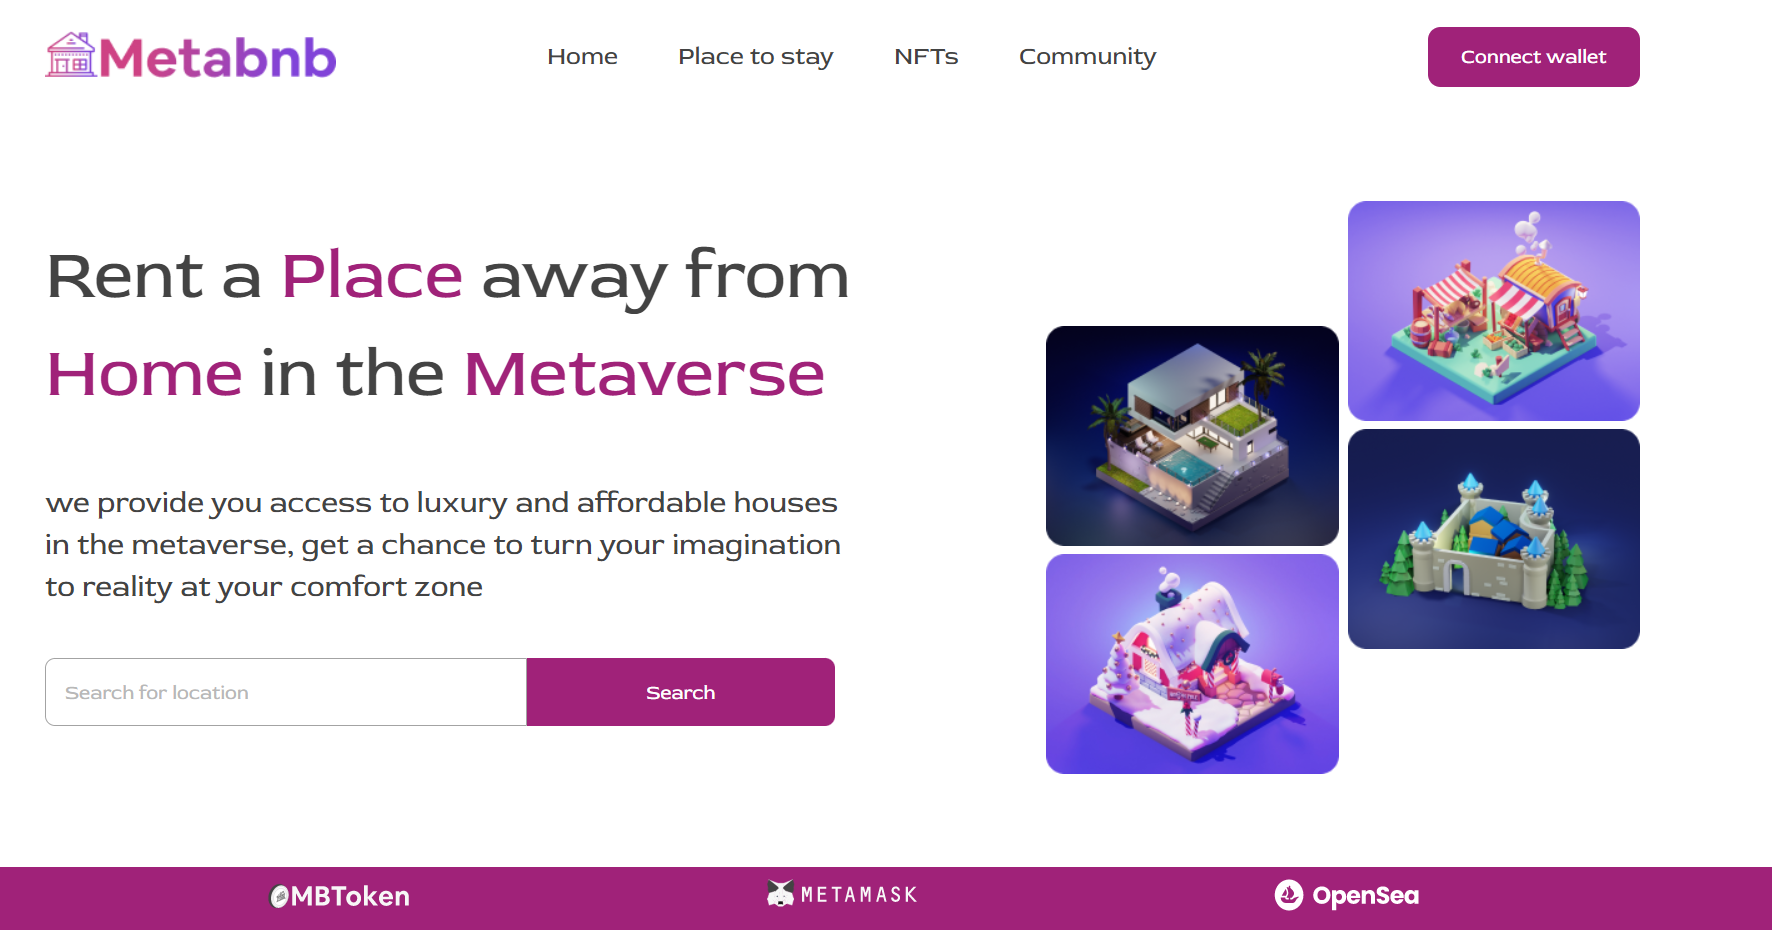 Metabnb
Home
Place to stay
NFTs
Community
Connect wallet
Rent a Place away from
Home in the Metaverse
we provide you access to luxury and affordable houses
in the metaverse, get a chance to turn your imagination
to reality at your comfort zone
Search for location
Search
MBToken
METAMASK
OpenSea